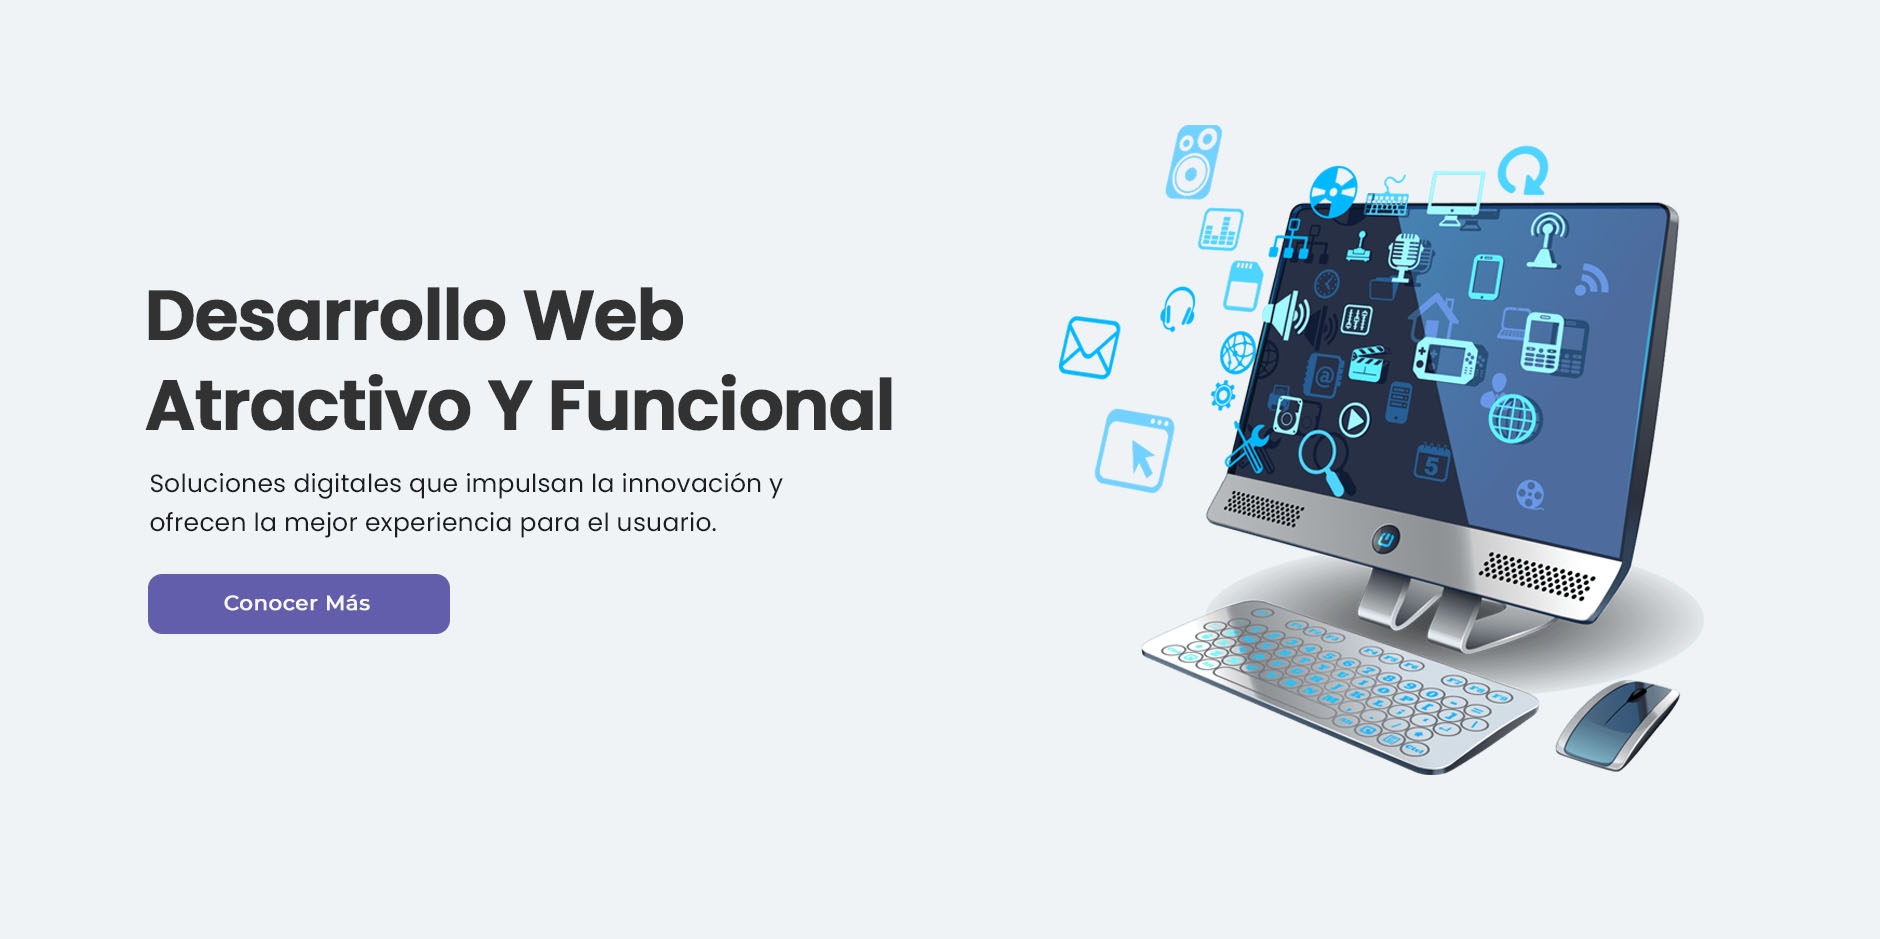 Desarrollo Web
Atractivo Y Funcional
Soluciones digitales que impulsan la innovación y
ofrecen la mejor experiencia para el usuario.
Conocer Más
5